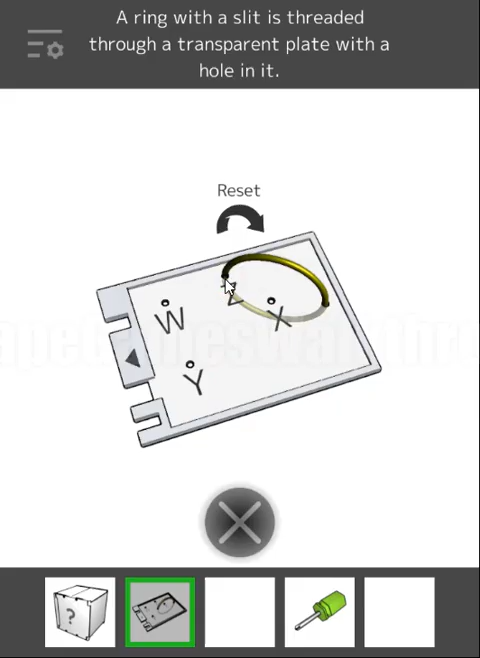 A ring with a slit is threaded
through a transparent plate with a
hole in it.
Reset
Z
W
X
Y
?